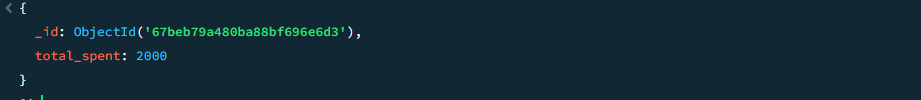 < {
_id: ObjectId('67beb79a480ba88bf696e6d3'),
total_spent: 2000
}